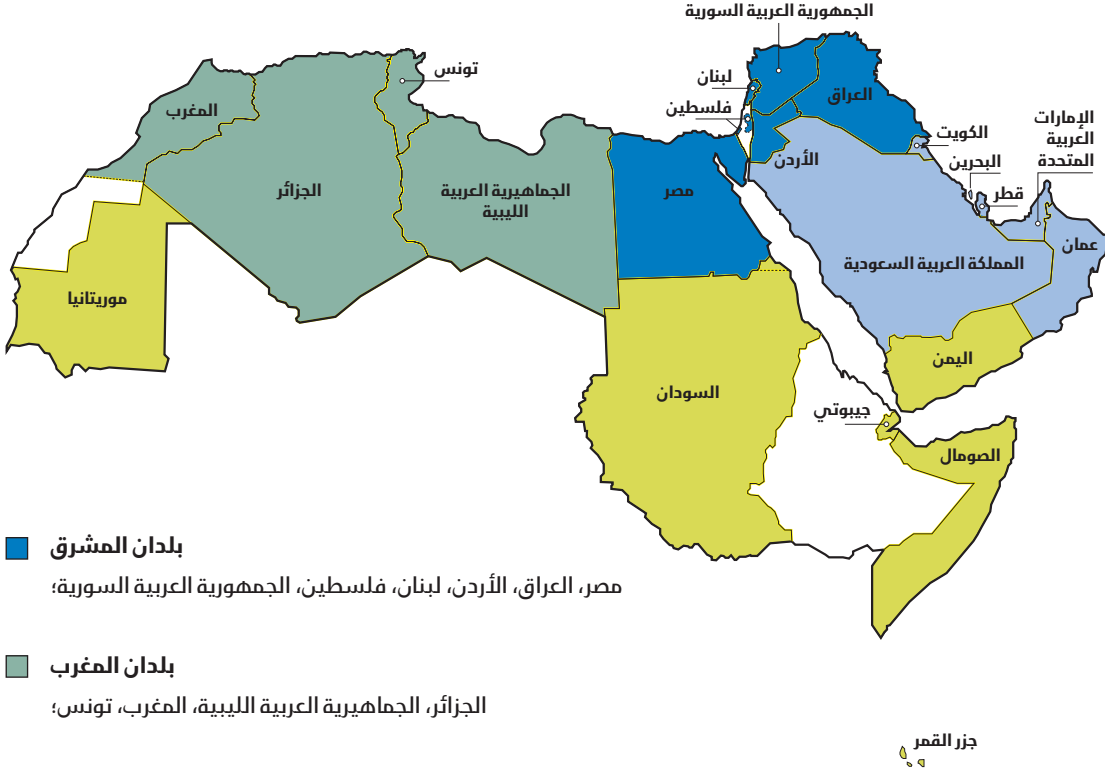 الجمهورية العربية السورية
تونس
لبنان
العراق
المغرب
فلسطين
الإمارات
العربية
المتحدة
الكويت
الأردن
البحرين
قطر
الجزائر
الجماهيرية العربية
الليبية
مصر
عمان
المملكة العربية السعودية
موريتانيا
اليمن
السودان
جيبوتي
الصومال
بلدان المشرق
مصر، العراق، الأردن، لبنان، فلسطين، الجمهورية العربية السورية؛
بلدان المغرب
الجزائر، الجماهيرية العربية الليبية، المغرب، تونس؛
جزر القمر